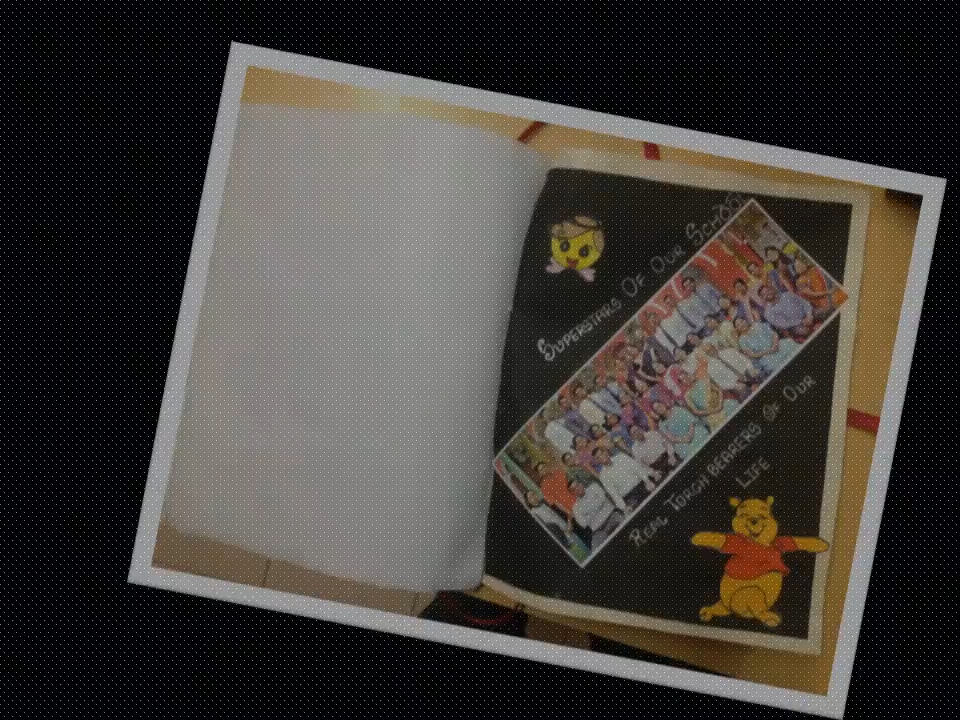 SUPERSTARS OF OUR SCHOOL
REAL TORCH BEARERS OF OUR
LIFE